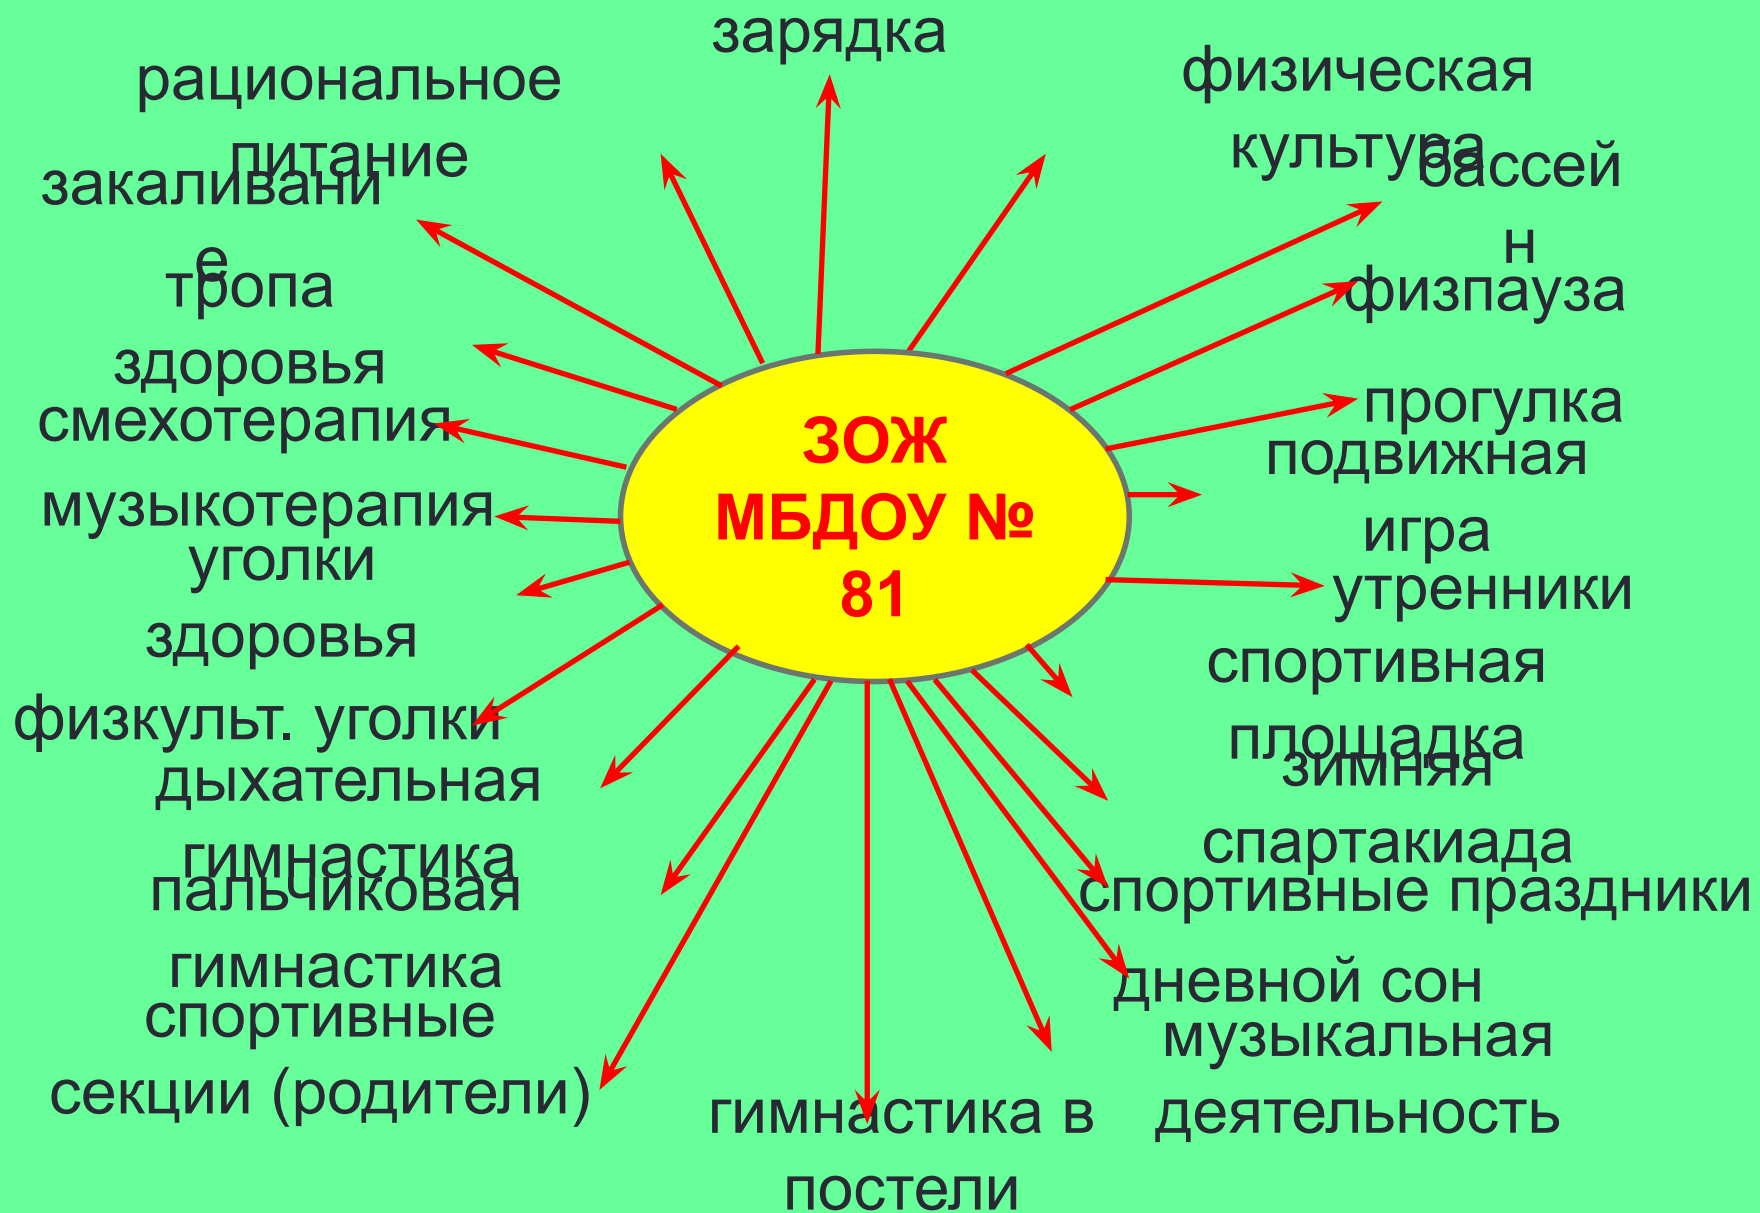 зарядка
рациональное
питание
физическая
культура
закаливани
е
бассей
н
тропа
здоровья
физпауза
смехотерапия
прогулка
ЗОЖ
МБДОУ №
81
музыкотерапия
подвижная
игра
уголки
здоровья
утренники
физкульт. уголки
спортивная
площадка
дыхательная
гимнастика
зимняя
спартакиада
пальчиковая
гимнастика
спортивные праздники
спортивные
секции (родители)
дневной сон
музыкальная
деятельность
гимнастика в
постели